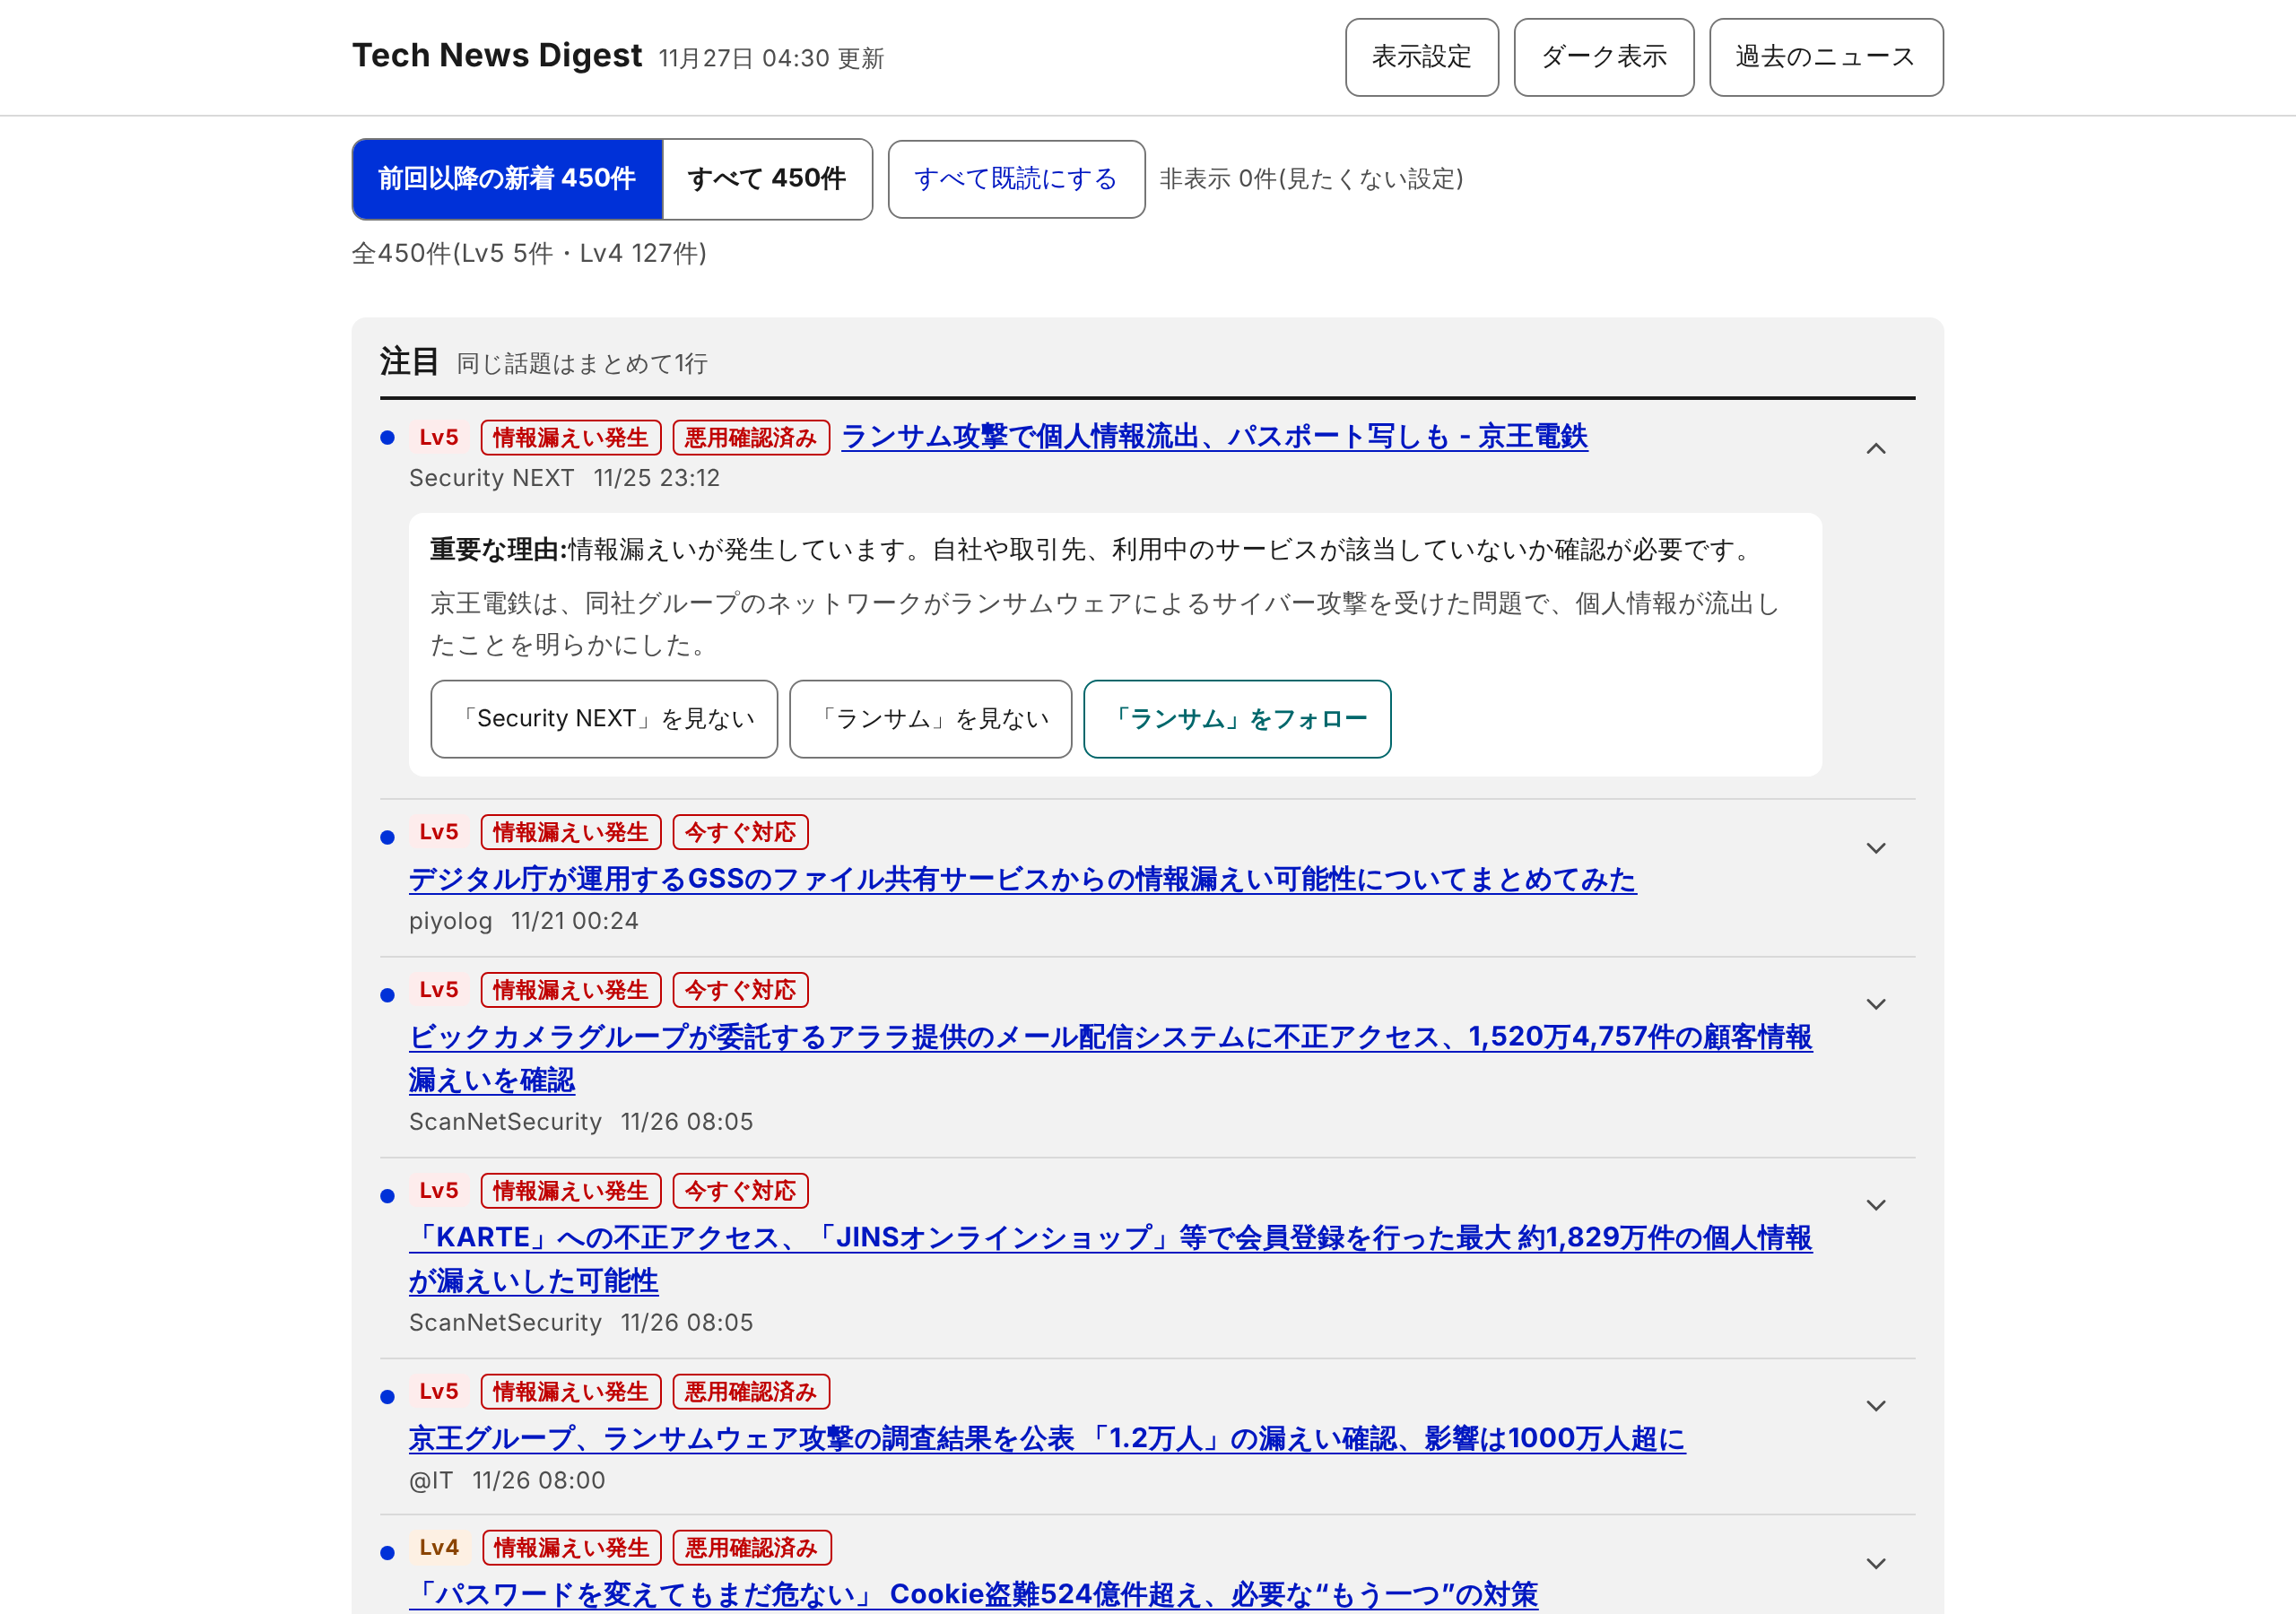 Tech News Digest 11月27日 04:30 更新
表示設定 ダーク表示 過去のニュース
前回以降の新着 450件 すべて 450件 すべて既読にする 非表示 0件(見たくない設定)
全450件(Lv5 5件・Lv4 127件)
注目 同じ話題はまとめて1行
Lv5 情報漏えい発生 悪用確認済み ランサム攻撃で個人情報流出、パスポート写しも - 京王電鉄
Security NEXT 11/25 23:12
重要な理由:情報漏えいが発生しています。自社や取引先、利用中のサービスが該当していないか確認が必要です。
京王電鉄は、同社グループのネットワークがランサムウェアによるサイバー攻撃を受けた問題で、個人情報が流出し
たことを明らかにした。
「Security NEXT」を見ない 「ランサム」を見ない 「ランサム」をフォロー
Lv5 情報漏えい発生 今すぐ対応
デジタル庁が運用するGSSのファイル共有サービスからの情報漏えい可能性についてまとめてみた
piyolog 11/21 00:24
Lv5 情報漏えい発生 今すぐ対応
ビックカメラグループが委託するアララ提供のメール配信システムに不正アクセス、1,520万4,757件の顧客情報
漏えいを確認
ScanNetSecurity 11/26 08:05
Lv5 情報漏えい発生 今すぐ対応
「KARTE」への不正アクセス、「JINSオンラインショップ」等で会員登録を行った最大 約1,829万件の個人情報
が漏えいした可能性
ScanNetSecurity 11/26 08:05
Lv5 情報漏えい発生 悪用確認済み
京王グループ、ランサムウェア攻撃の調査結果を公表 「1.2万人」の漏えい確認、影響は1000万人超に
@IT 11/26 08:00
Lv4 情報漏えい発生 悪用確認済み
「パスワードを変えてもまだ危ない」 Cookie盗難524億件超え、必要な“もう一つ”の対策